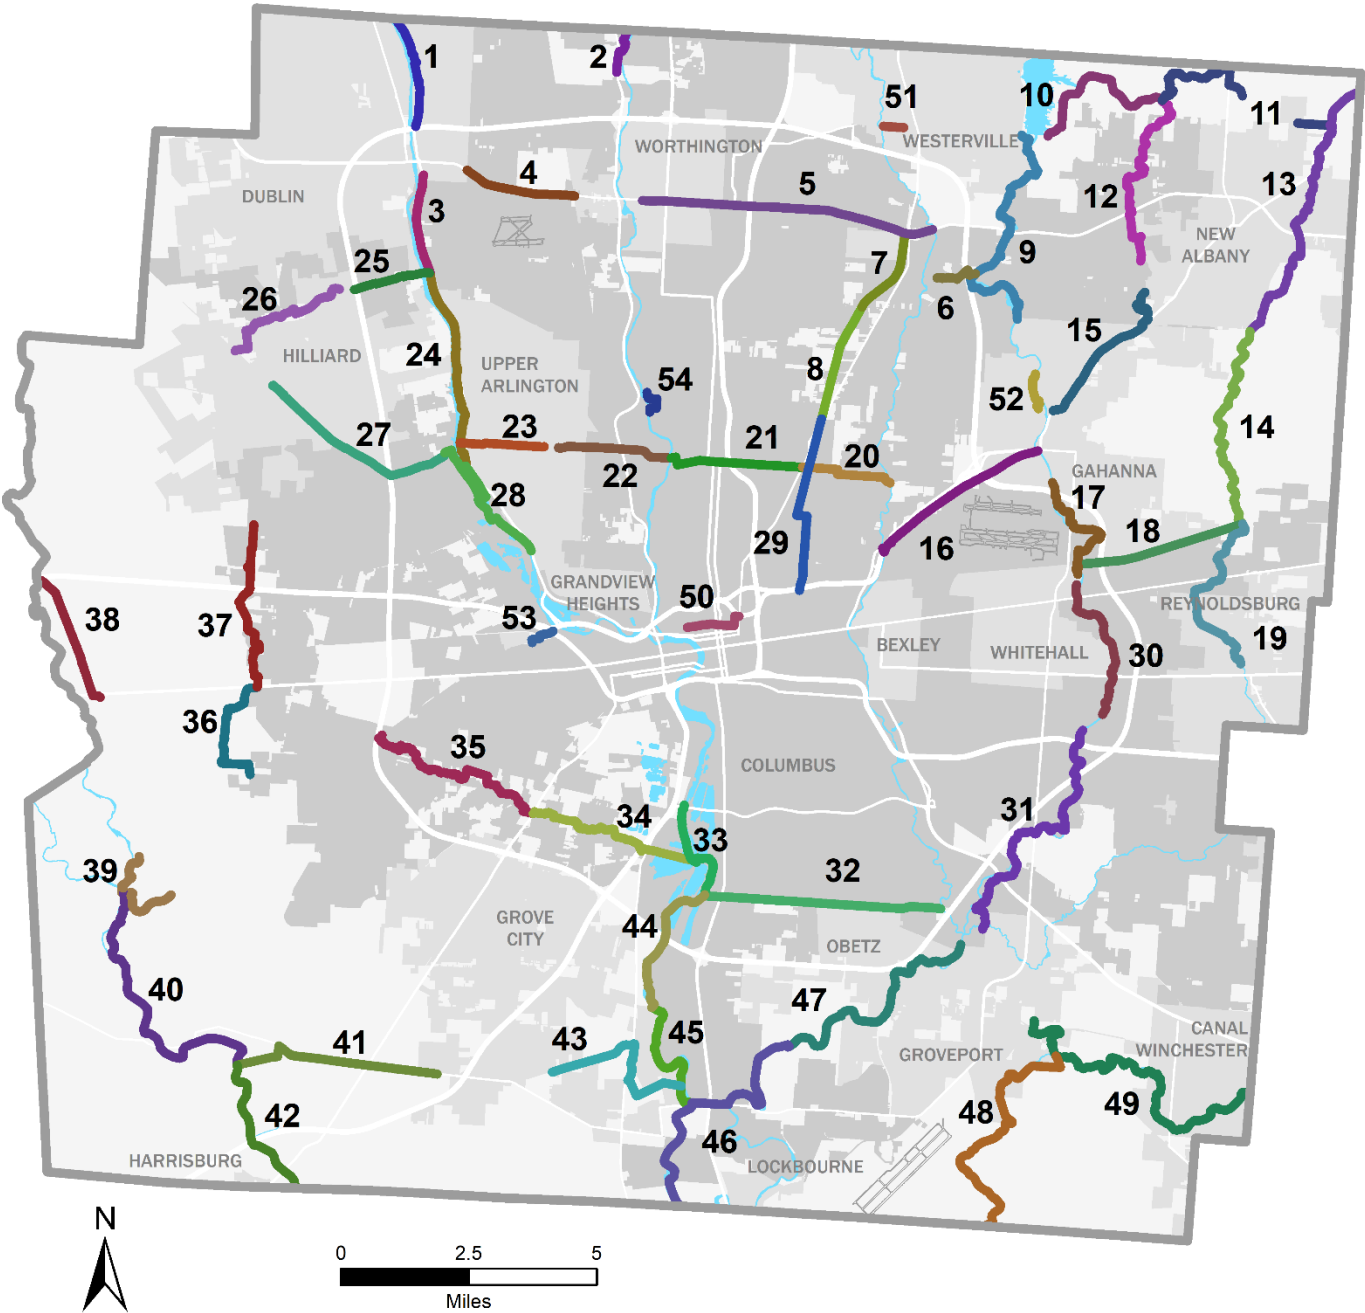 1
2
51
10
11
WORTHINGTON
WESTERVILLE
4
5
12
13
DUBLIN
3
NEW
ALBANY
25
7
9
26
6
15
HILLIARD
24
UPPER
ARLINGTON
8
54
52
27
23
21
20
14
22
GAHANNA
28
17
29
16
18
GRANDVIEW
HEIGHTS
50
REYNOLDSBURG
38
37
53
BEXLEY
WHITEHALL
30
19
36
35
COLUMBUS
34
33
31
39
32
GROVE
CITY
44
OBETZ
40
47
41
43
45
GROVEPORT
CANAL
WINCHESTER
42
48
49
46
HARRISBURG
LOCKBOURNE
N
0 2.5 5
Miles